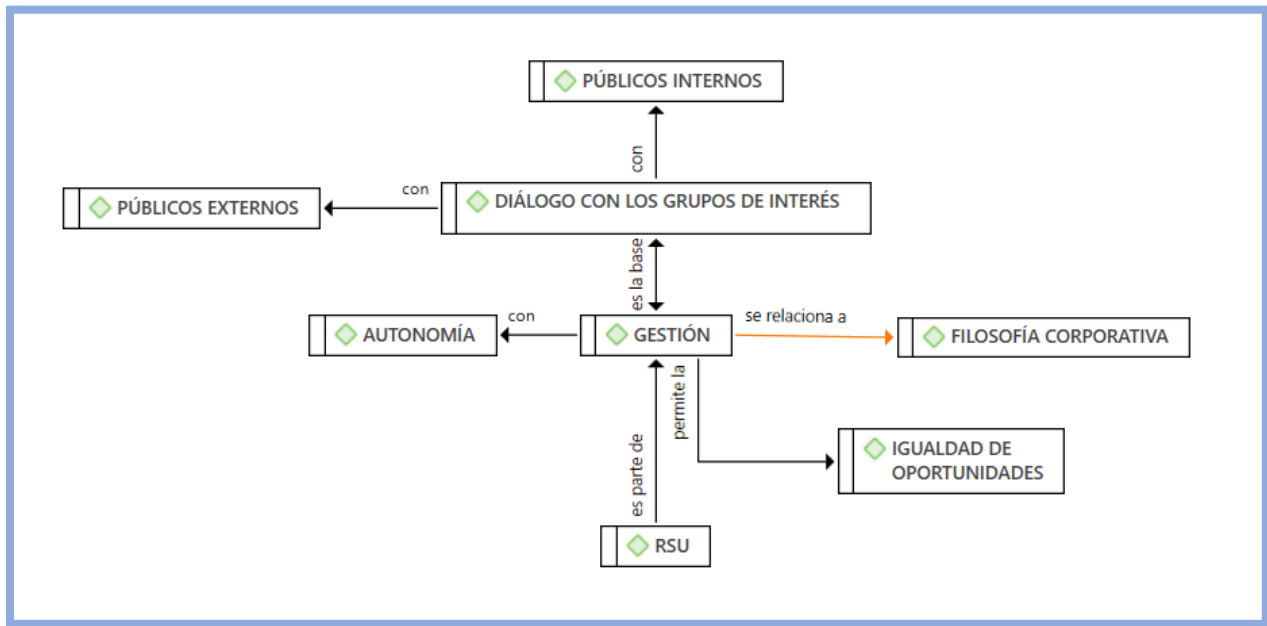 PÚBLICOS INTERNOS
con
con
PÚBLICOS EXTERNOS
DIÁLOGO CON LOS GRUPOS DE INTERÉS
es la base
con
se relaciona a
AUTONOMÍA
GESTIÓN
FILOSOFÍA CORPORATIVA
permite la
es parte de
IGUALDAD DE
OPORTUNIDADES
RSU